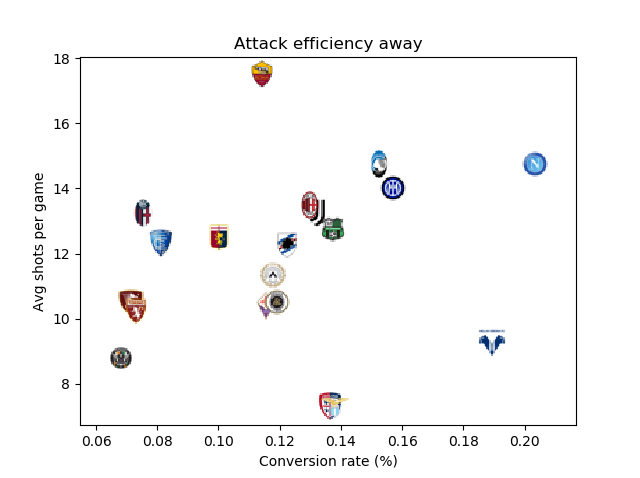 Attack efficiency away
18
16
14
12
10
8
Avg shots per game
0.06 0.08 0.10 0.12 0.14 0.16 0.18 0.20
Conversion rate (%)
N